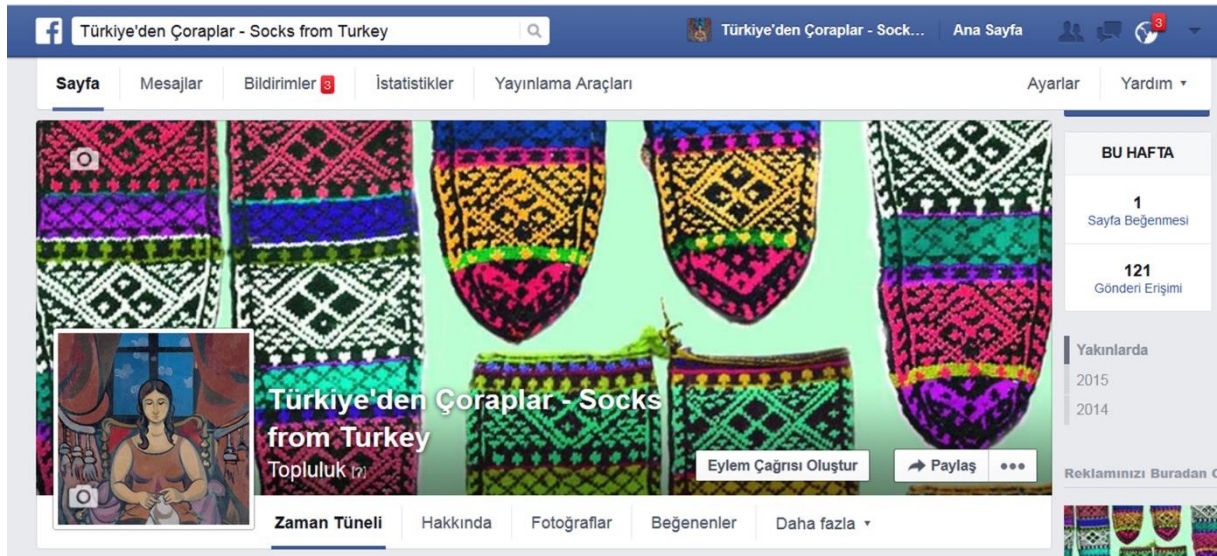 Türkiye'den Çoraplar - Socks from Turkey
Türkiye'den Çoraplar - Sock... Ana Sayfa 3
Sayfa Mesajlar Bildirimler 3 İstatistikler Yayınlama Araçları Ayarlar Yardım
BU HAFTA
1
Sayfa Beğenmesi
121
Gönderi Erişimi
Yakınlarda
2015
2014
Reklamınızı Buradan
Türkiye'den Çoraplar - Socks
from Turkey
Topluluk [?]
Eylem Çağrısı Oluştur Paylaş
Zaman Tüneli Hakkında Fotoğraflar Beğenenler Daha fazla